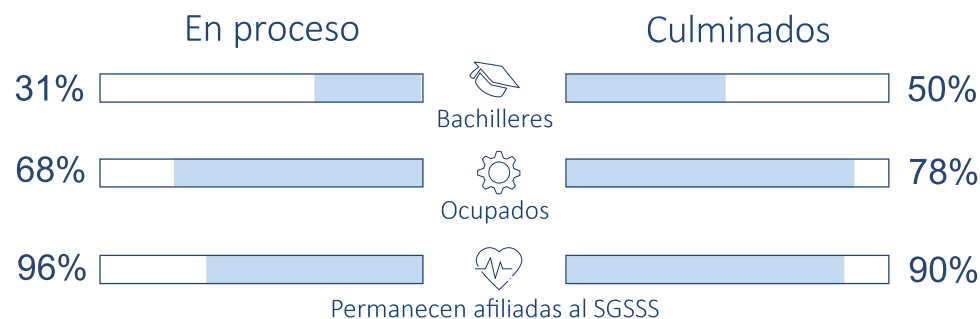 En proceso
Culminados
31%
50%
Bachilleres
68%
78%
Ocupados
96%
90%
Permanecen afiliadas al SGSSS